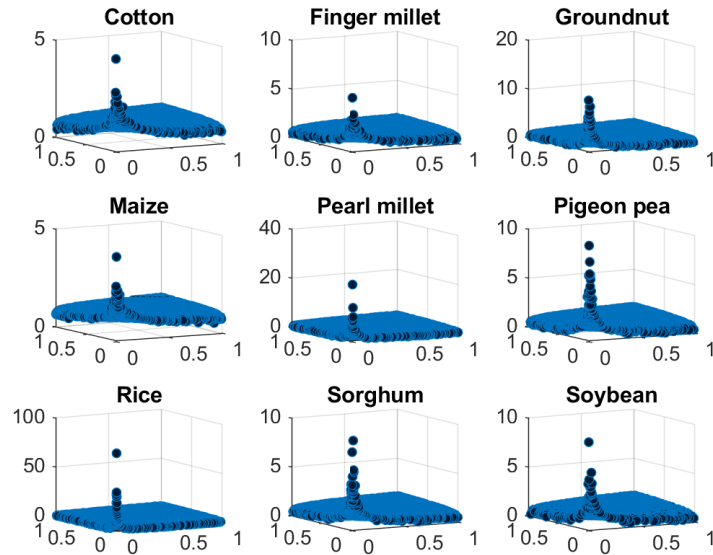 Cotton Finger millet Groundnut
5 10 20
5 10
0 0 0
1 0.5 0 0 0.5 1 1 0.5 0 0 0.5 1 1 0.5 0 0 0.5 1
Maize Pearl millet Pigeon pea
5 40 10
20 5
0 0 0
1 0.5 0 0 0.5 1 1 0.5 0 0 0.5 1 1 0.5 0 0 0.5 1
Rice Sorghum Soybean
100 10 10
50 5 5
0 0 0
1 0.5 0 0 0.5 1 1 0.5 0 0 0.5 1 1 0.5 0 0 0.5 1